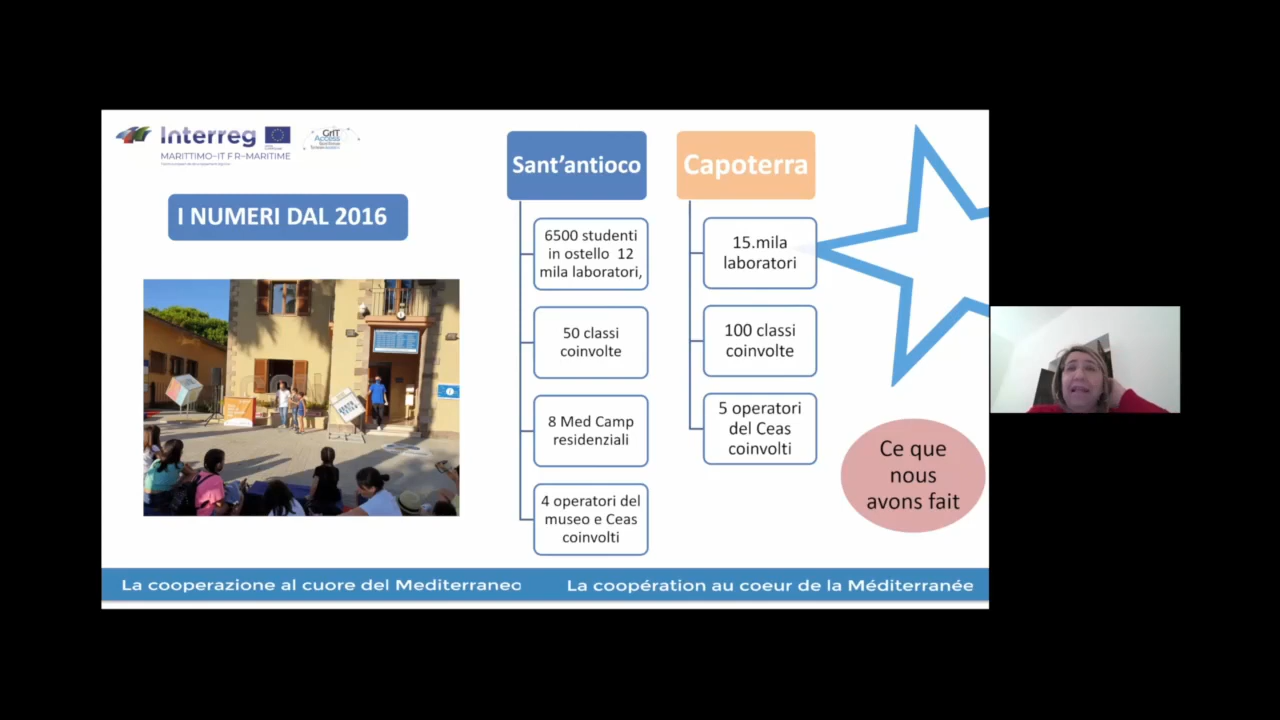 Interreg
MARITTIMO-IT FR-MARITIME
GrIT
Access
I NUMERI DAL 2016
Sant’antioco
6500 studenti
in ostello 12
mila laboratori,
50 classi
coinvolte
8 Med Camp
residenziali
4 operatori del
museo e Ceas
coinvolti
Capoterra
15.mila
laboratori
100 classi
coinvolte
5 operatori
del Ceas
coinvolti
Ce que
nous
avons fait
La cooperazione al cuore del Mediterraneo
La coopération au coeur de la Méditerranée